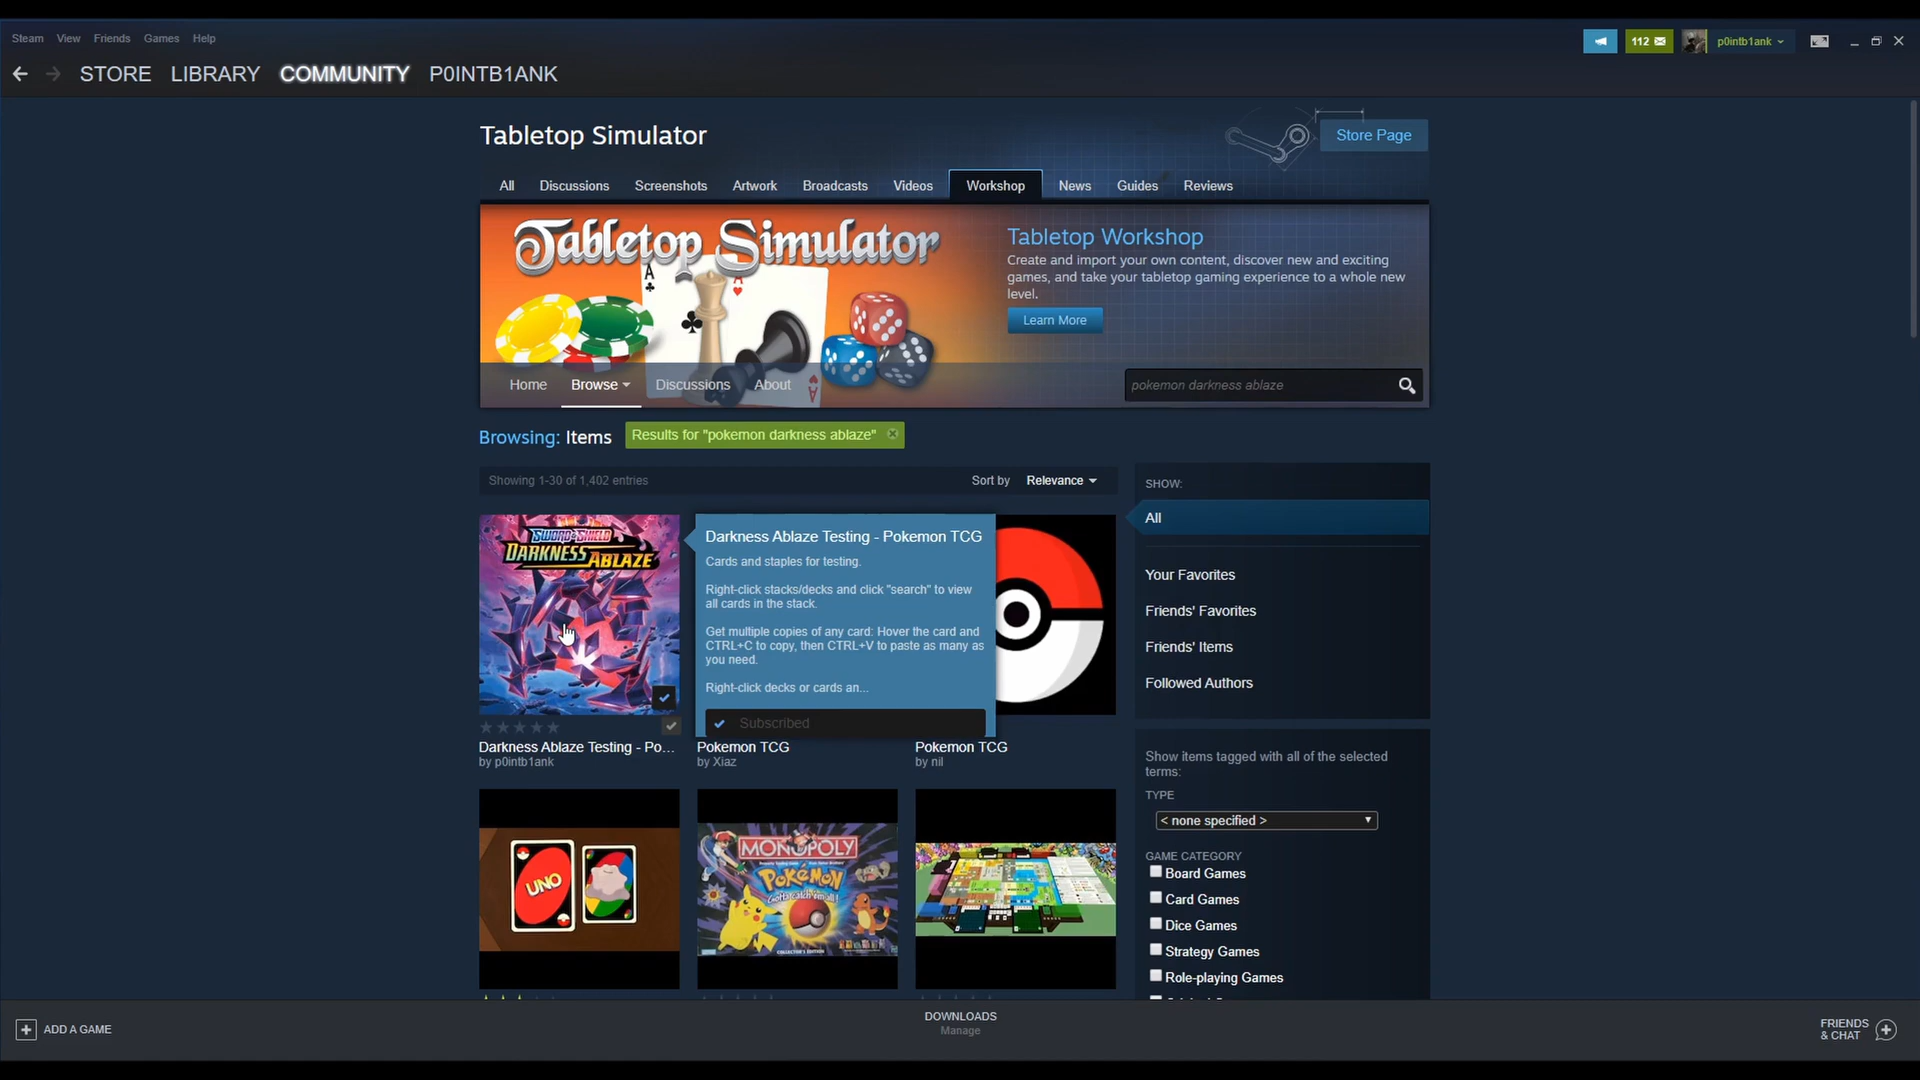 Steam View Friends Games Help
112
p0intb1ank
STORE LIBRARY COMMUNITY P0INTB1ANK
Tabletop Simulator
Store Page
All Discussions Screenshots Artwork Broadcasts Videos Workshop News Guides Reviews
Tabletop Simulator
Tabletop Workshop
Create and import your own content, discover new and exciting
games, and take your tabletop gaming experience to a whole new
level.
Learn More
A
A
Home Browse Discussions About
pokemon darkness ablaze
Browsing: Items
Results for "pokemon darkness ablaze"
Showing 1-30 of 1,402 entries
Sort by Relevance
SWORD & SHIELD
DARKNESS ABLAZE
Darkness Ablaze Testing - Pokemon TCG
Cards and staples for testing.
Right-click stacks/decks and click "search" to view
all cards in the stack.
Get multiple copies of any card: Hover the card and
CTRL+C to copy, then CTRL+V to paste as many as
you need.
Right-click decks or cards an...
Subscribed
Darkness Ablaze Testing - Po...
by p0intb1ank
Pokemon TCG
by Xiaz
Pokemon TCG
by nil
UNO
MONOPOLY
POKéMON
SHOW:
All
Your Favorites
Friends' Favorites
Friends' Items
Followed Authors
Show items tagged with all of the selected
terms:
TYPE
< none specified >
GAME CATEGORY
Board Games
Card Games
Dice Games
Strategy Games
Role-playing Games
ADD A GAME
DOWNLOADS
Manage
FRIENDS
& CHAT